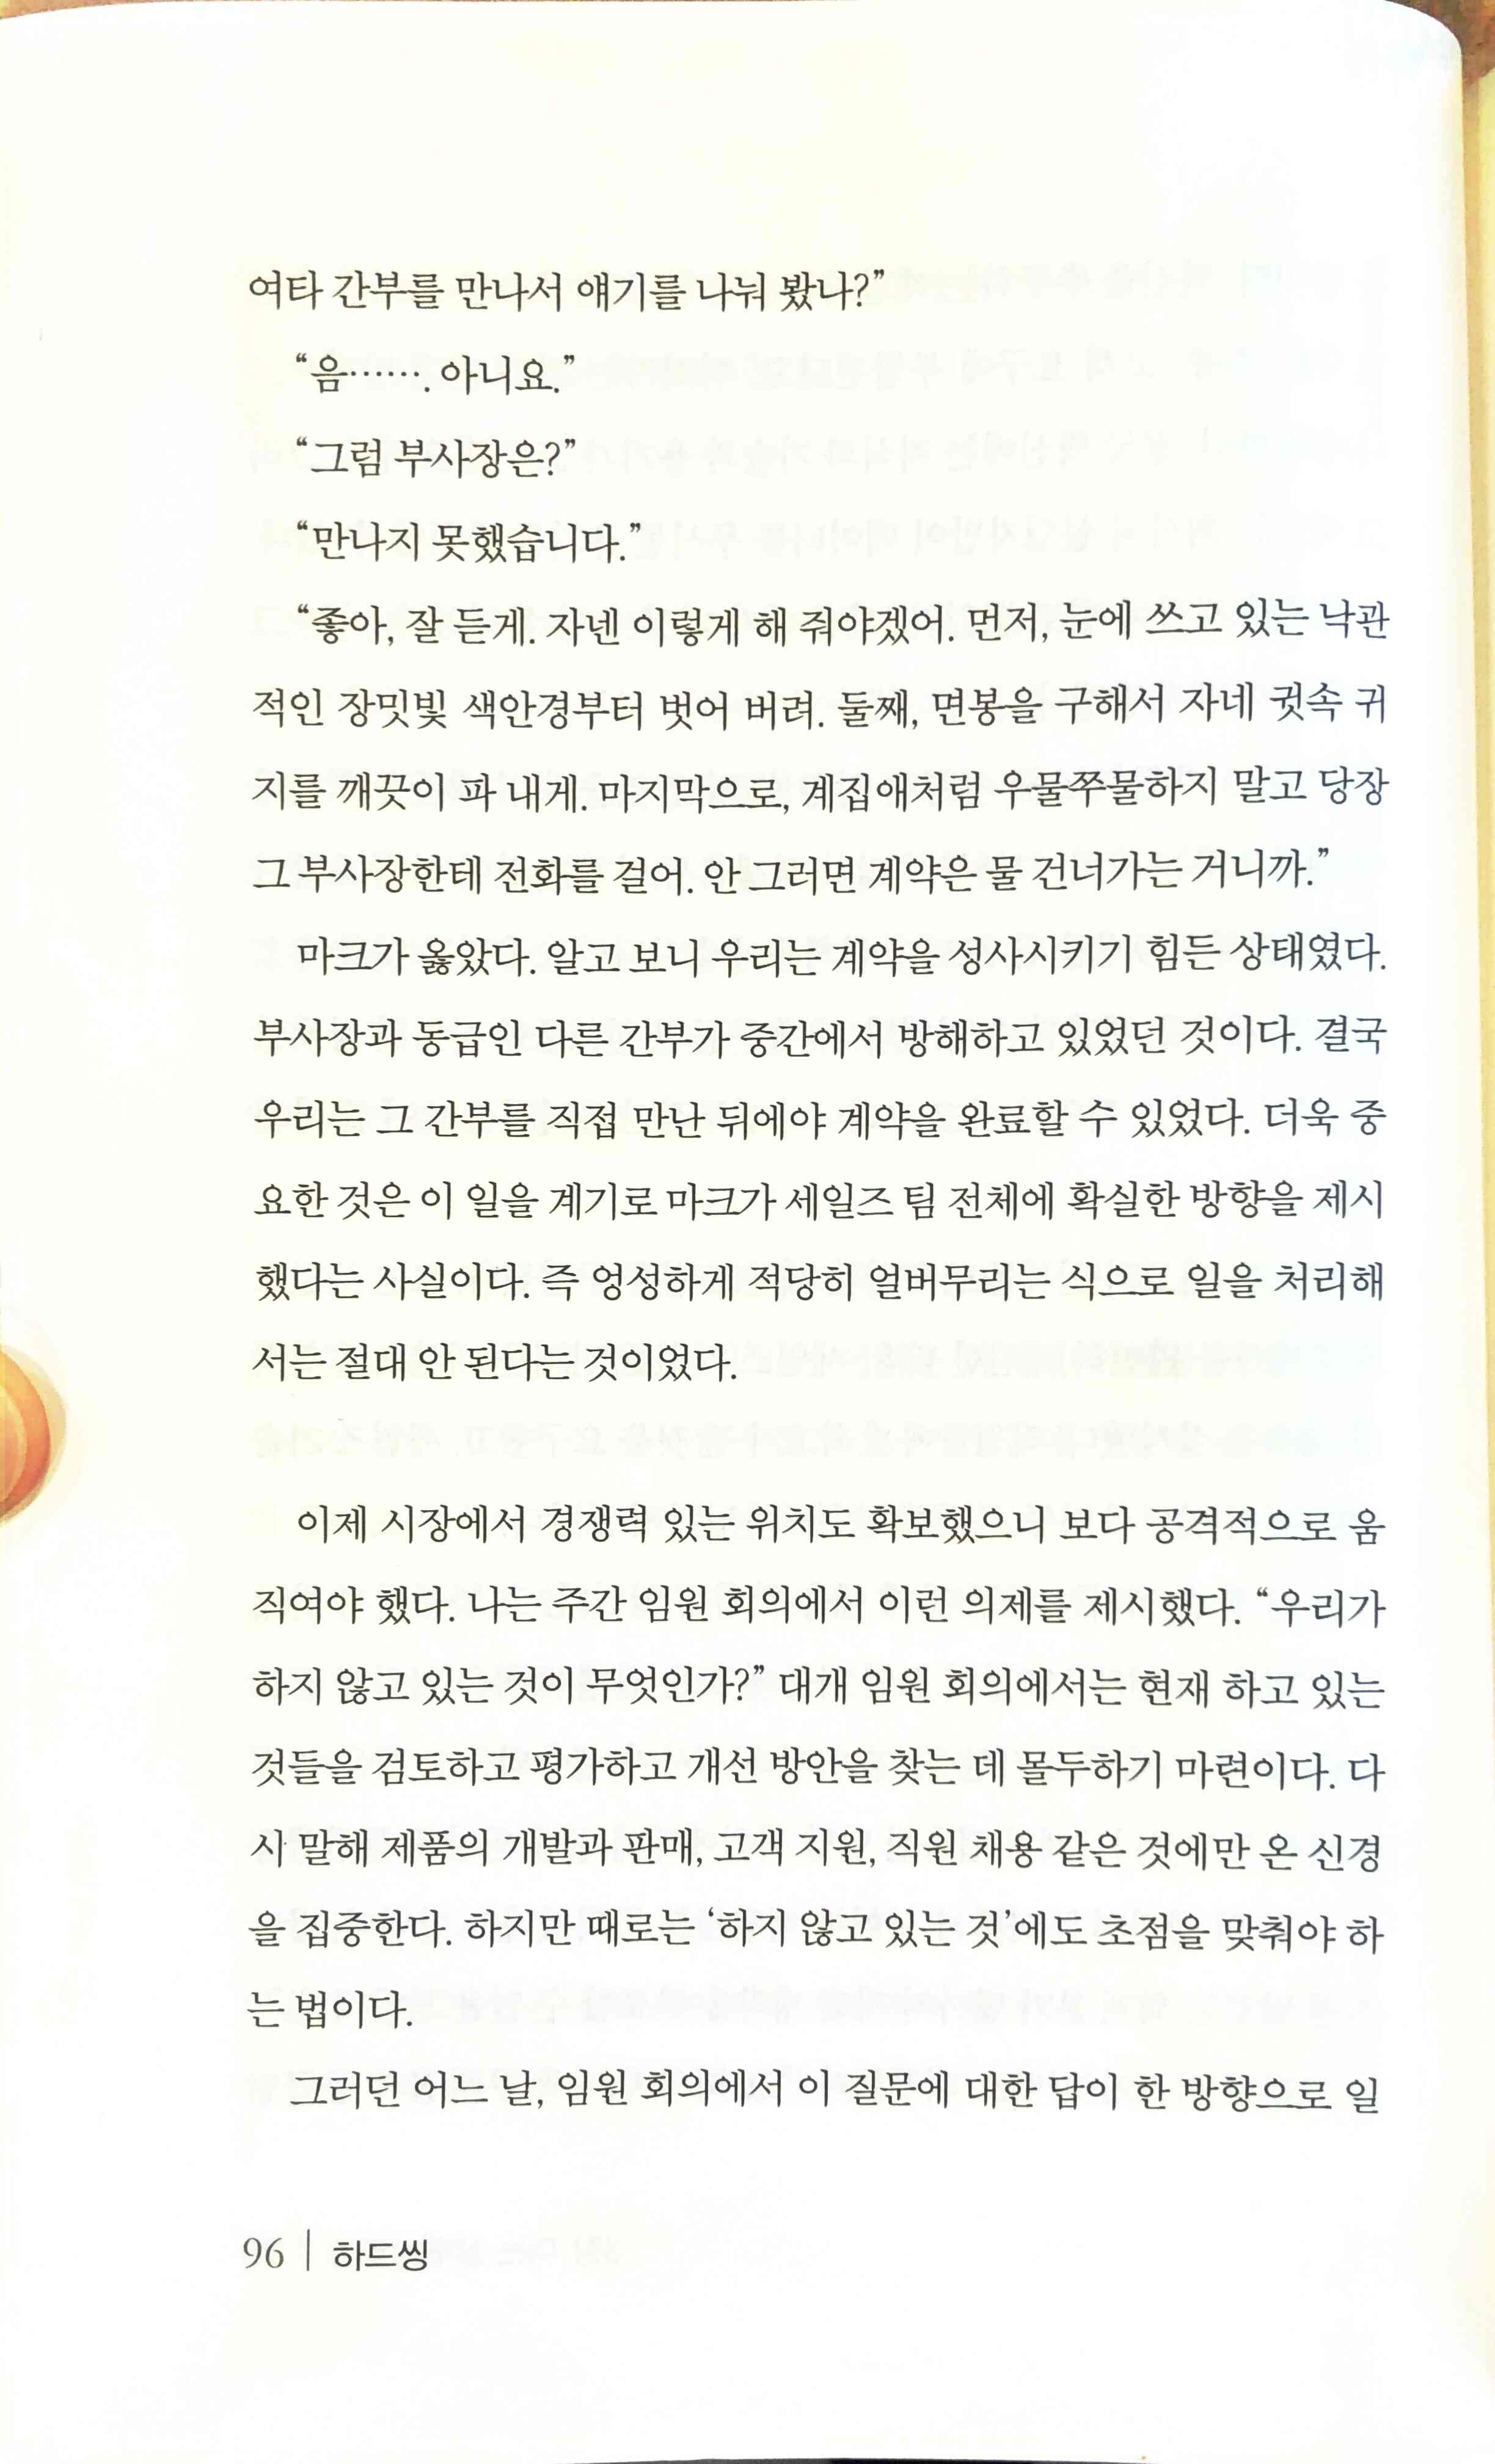 여타 간부를 만나서 얘기를 나눠 봤나?”
“음……. 아니요.”
“그럼 부사장은?”
“만나지 못했습니다.”
“좋아, 잘 듣게. 자넨 이렇게 해 줘야겠어. 먼저, 눈에 쓰고 있는 낙관
적인 장밋빛 색안경부터 벗어 버려. 둘째, 면봉을 구해서 자네 귓속 귀
지를 깨끗이 파 내게. 마지막으로, 계집애처럼 우물쭈물하지 말고 당장
그 부사장한테 전화를 걸어. 안 그러면 계약은 물 건너가는 거니까.”
마크가 옳았다. 알고 보니 우리는 계약을 성사시키기 힘든 상태였다.
부사장과 동급인 다른 간부가 중간에서 방해하고 있었던 것이다. 결국
우리는 그 간부를 직접 만난 뒤에야 계약을 완료할 수 있었다. 더욱 중
요한 것은 이 일을 계기로 마크가 세일즈 팀 전체에 확실한 방향을 제시
했다는 사실이다. 즉 엉성하게 적당히 얼버무리는 식으로 일을 처리해
서는 절대 안 된다는 것이었다.
이제 시장에서 경쟁력 있는 위치도 확보했으니 보다 공격적으로 움
직여야 했다. 나는 주간 임원 회의에서 이런 의제를 제시했다. “우리가
하지 않고 있는 것이 무엇인가?” 대개 임원 회의에서는 현재 하고 있는
것들을 검토하고 평가하고 개선 방안을 찾는 데 몰두하기 마련이다. 다
시 말해 제품의 개발과 판매, 고객 지원, 직원 채용 같은 것에만 온 신경
을 집중한다. 하지만 때로는 ‘하지 않고 있는 것’에도 초점을 맞춰야 하
는 법이다.
그러던 어느 날, 임원 회의에서 이 질문에 대한 답이 한 방향으로 일
96 | 하드씽